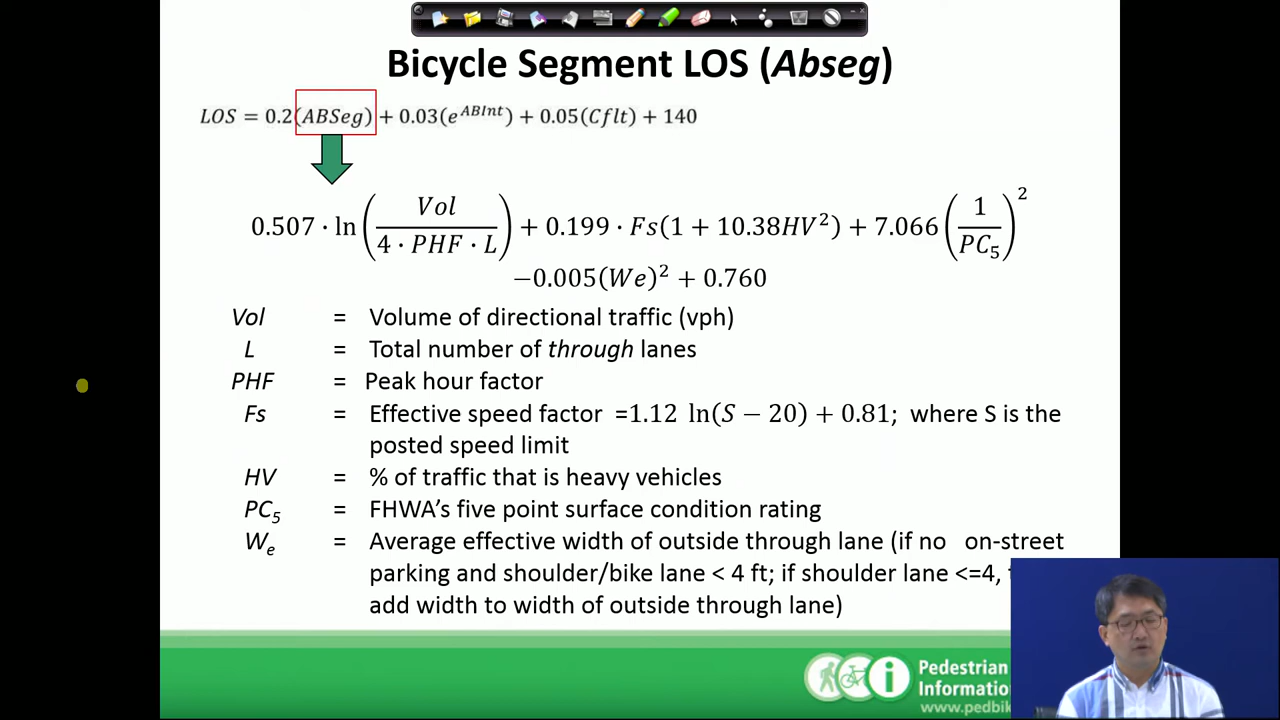 Bicycle Segment LOS (Abseg)
LOS = 0.2(ABSeg) + 0.03(e^{ABInt}) + 0.05(Cflt) + 140
0.507 · ln(Vol / 4 · PHF · L) + 0.199 · Fs(1 + 10.38HV²) + 7.066(1 / PC₅)²
−0.005(We)² + 0.760
Vol = Volume of directional traffic (vph)
L = Total number of through lanes
PHF = Peak hour factor
Fs = Effective speed factor =1.12 ln(S − 20) + 0.81; where S is the
posted speed limit
HV = % of traffic that is heavy vehicles
PC₅ = FHWA's five point surface condition rating
Wₑ = Average effective width of outside through lane (if no on-street
parking and shoulder/bike lane < 4 ft; if shoulder lane <=4,
add width to width of outside through lane)
Pedestrian
Information
www.pedbik